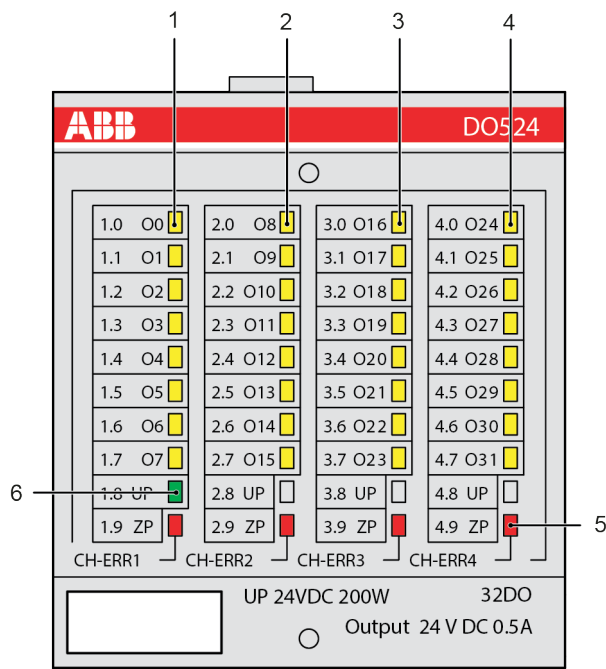 1 2 3 4
ABB DO524
1.0 O0 2.0 O8 3.0 O16 4.0 O24
1.1 O1 2.1 O9 3.1 O17 4.1 O25
1.2 O2 2.2 O10 3.2 O18 4.2 O26
1.3 O3 2.3 O11 3.3 O19 4.3 O27
1.4 O4 2.4 O12 3.4 O20 4.4 O28
1.5 O5 2.5 O13 3.5 O21 4.5 O29
1.6 O6 2.6 O14 3.6 O22 4.6 O30
1.7 O7 2.7 O15 3.7 O23 4.7 O31
6 1.8 UP 2.8 UP 3.8 UP 4.8 UP
1.9 ZP 2.9 ZP 3.9 ZP 4.9 ZP 5
CH-ERR1 CH-ERR2 CH-ERR3 CH-ERR4
UP 24VDC 200W 32DO
Output 24 V DC 0.5A